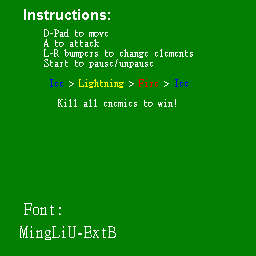 Instructions:
D-Pad to move
A to attack
L-R bumpers to change elements
Start to pause/unpause
Ice > Lightning > Fire > Ice
Kill all enemies to win!
Font:
MingLiU-ExtB